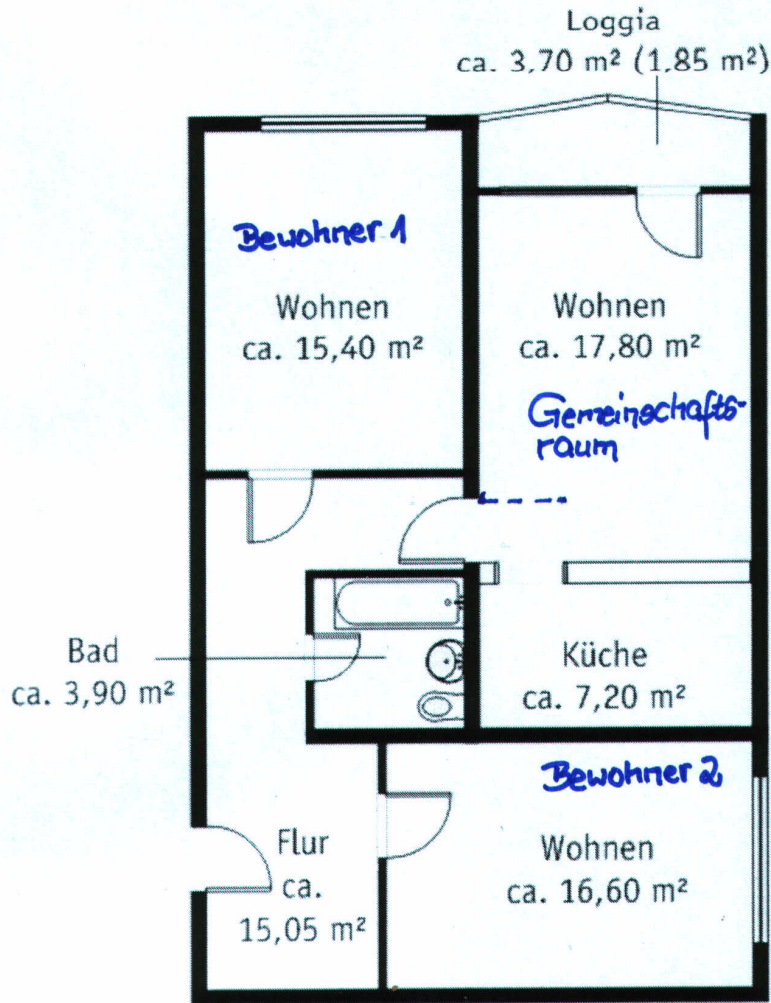 Loggia
ca. 3,70 m² (1,85 m²)
Bewohner 1
Wohnen
ca. 15,40 m²
Wohnen
ca. 17,80 m²
Gemeinschafts-
raum
Bad
ca. 3,90 m²
Küche
ca. 7,20 m²
Bewohner 2
Wohnen
ca. 16,60 m²
Flur
ca.
15,05 m²